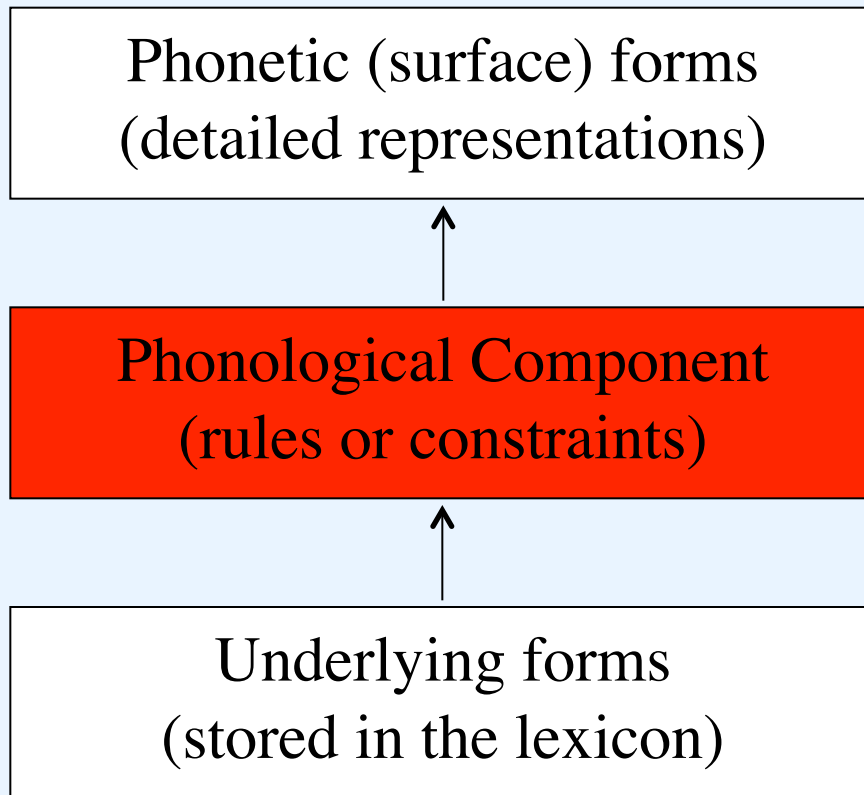 Phonetic (surface) forms
(detailed representations)
Phonological Component
(rules or constraints)
Underlying forms
(stored in the lexicon)